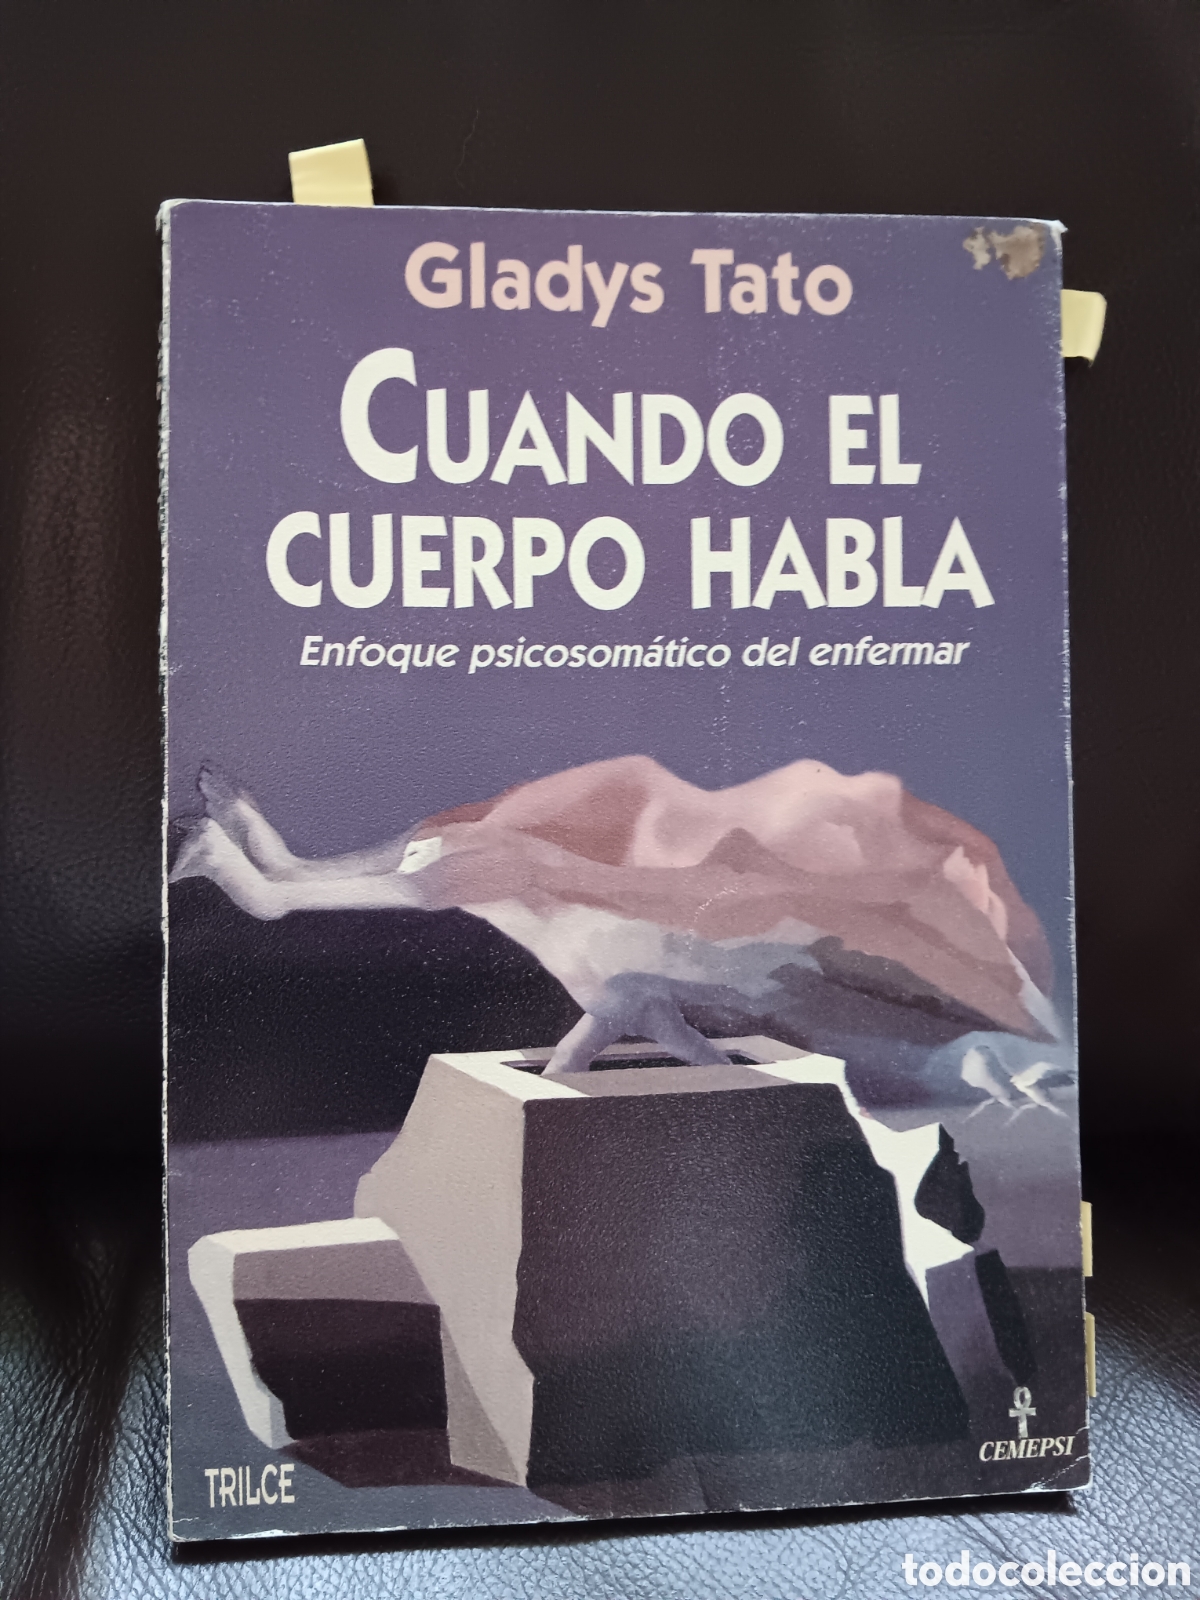 Gladys Tato
CUANDO EL
CUERPO HABLA
Enfoque psicosomático del enfermar
TRILCE
CEMEPSI
todocoleccion